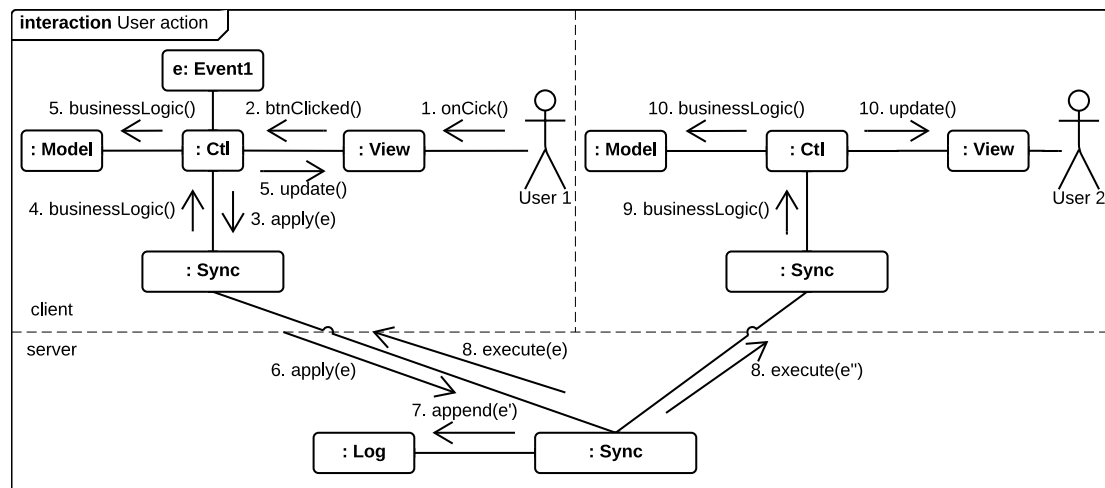 interaction User action
e: Event1
5. businessLogic()
2. btnClicked()
1. onCick()
10. businessLogic()
10. update()
: Model
: Ctl
: View
: Model
: Ctl
: View
5. update()
User 1
User 2
4. businessLogic()
3. apply(e)
9. businessLogic()
: Sync
: Sync
client
server
8. execute(e)
6. apply(e)
8. execute(e")
7. append(e')
: Log
: Sync